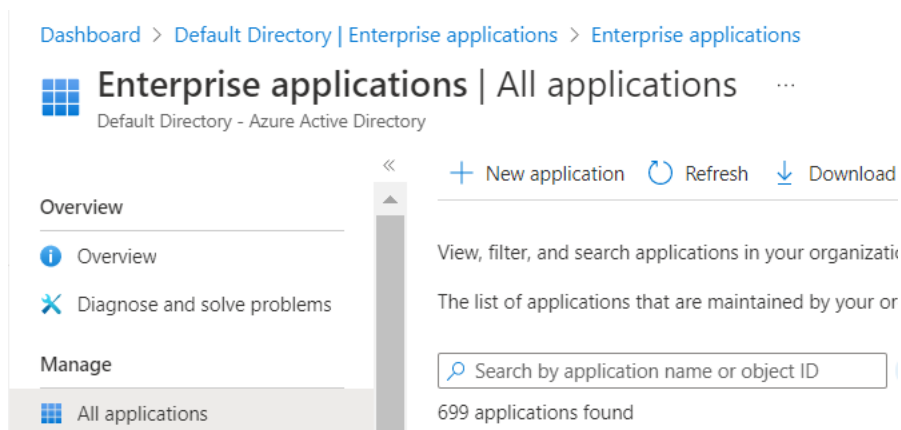 Dashboard > Default Directory | Enterprise applications > Enterprise applications
Enterprise applications | All applications ...
Default Directory - Azure Active Directory
«
New application Refresh Download
Overview
Overview
View, filter, and search applications in your organizati
Diagnose and solve problems
The list of applications that are maintained by your or
Manage
Search by application name or object ID
All applications
699 applications found